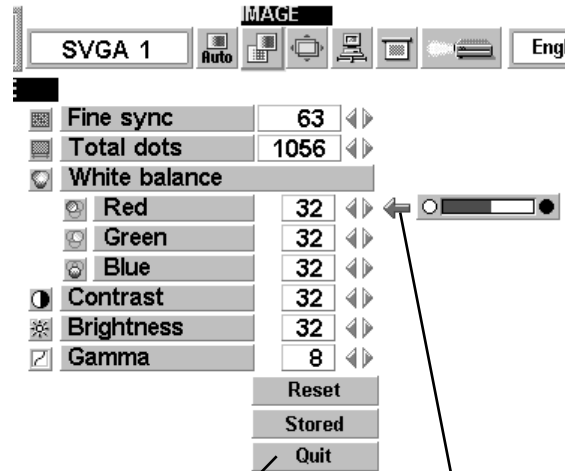 IMAGE
SVGA 1 Auto Engl
Fine sync 63
Total dots 1056
White balance
Red 32
Green 32
Blue 32
Contrast 32
Brightness 32
Gamma 8
Reset
Stored
Quit